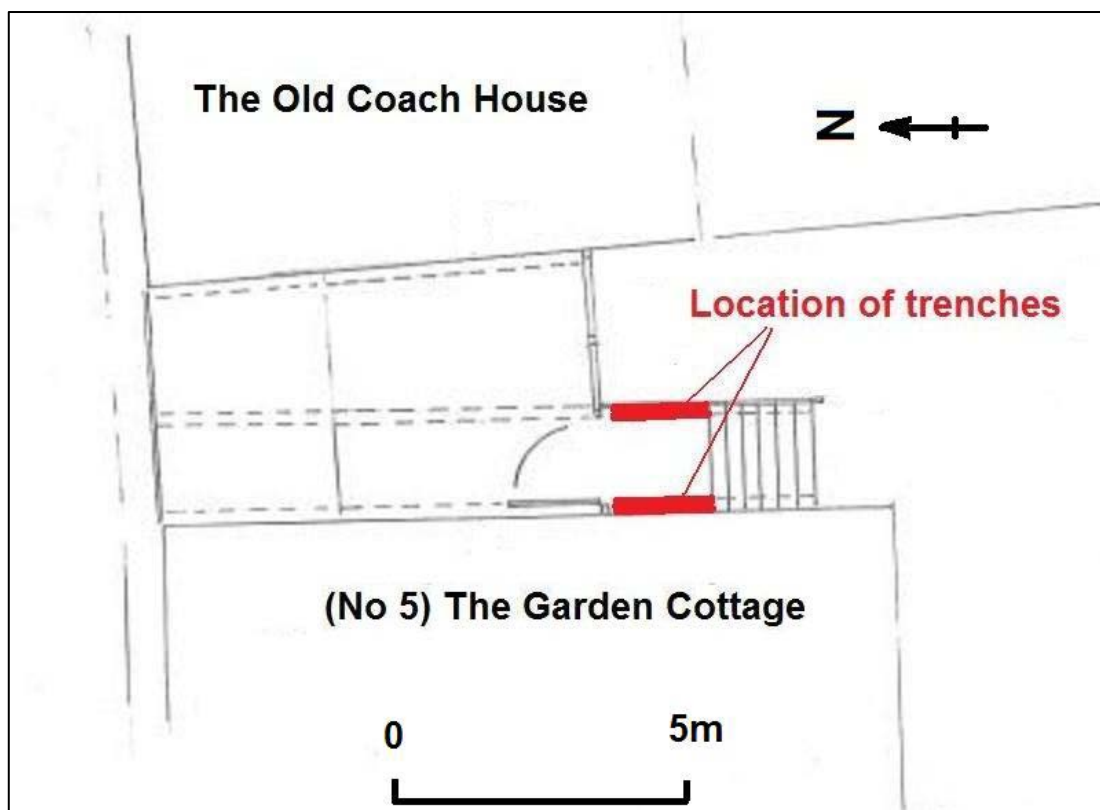 The Old Coach House
N
Location of trenches
(No 5) The Garden Cottage
0 5m